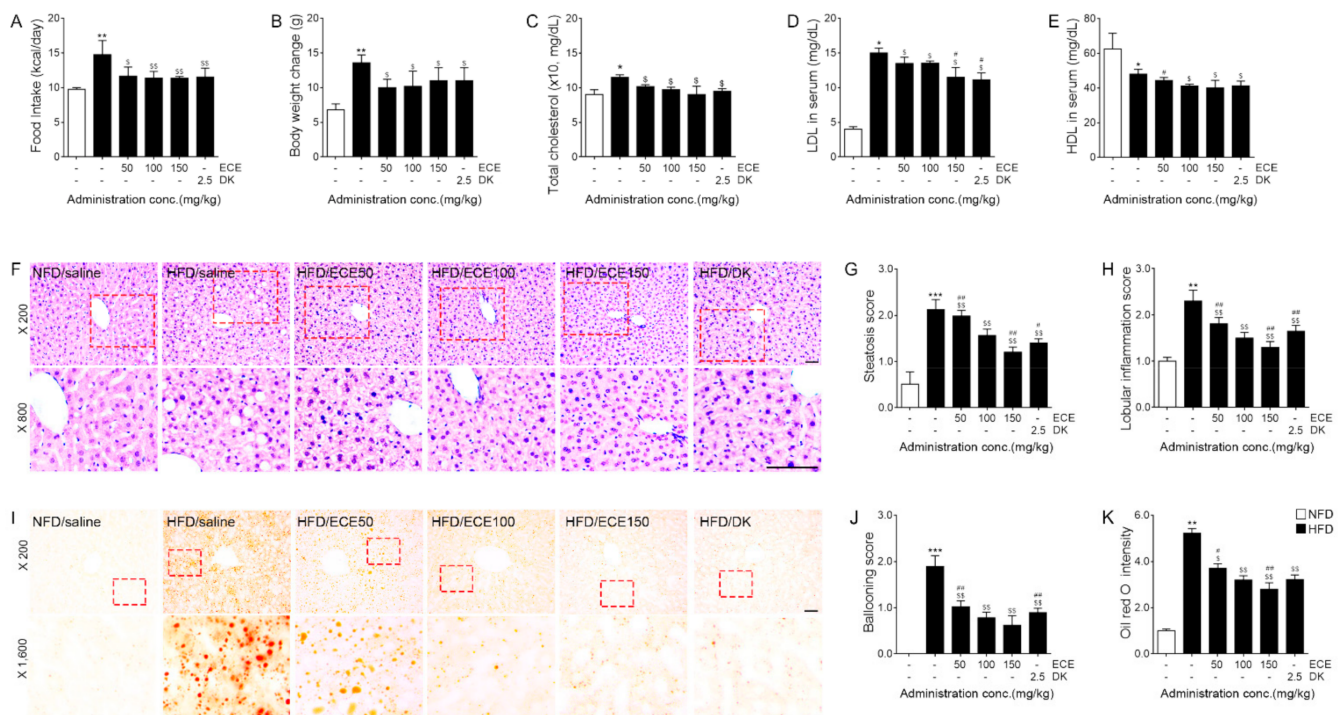 A
Food Intake (kcal/day)
20
15
10
5
0
**
$
$$
$$
$$
- - 50 100 150 - ECE
- - - - - 2.5 DK
Administration conc.(mg/kg)
B
Body weight change (g)
20
15
10
5
0
**
$
$
$
$
- - 50 100 150 - ECE
- - - - - 2.5 DK
Administration conc.(mg/kg)
C
Total cholesterol (x10, mg/dL)
20
15
10
5
0
*
$
$
$
$
- - 50 100 150 - ECE
- - - - - 2.5 DK
Administration conc.(mg/kg)
D
LDL in serum (mg/dL)
20
15
10
5
0
*
$
$
#
$
#
$
- - 50 100 150 - ECE
- - - - - 2.5 DK
Administration conc.(mg/kg)
E
HDL in serum (mg/dL)
80
60
40
20
0
*
#
$
$
$
- - 50 100 150 - ECE
- - - - - 2.5 DK
Administration conc.(mg/kg)
F
NFD/saline HFD/saline HFD/ECE50 HFD/ECE100 HFD/ECE150 HFD/DK
X 200
X 800
G
Steatosis score
3.0
2.0
1.0
0.0
***
##
$$
$$
##
$$
#
$$
- - 50 100 150 - ECE
- - - - - 2.5 DK
Administration conc.(mg/kg)
H
Lobular inflammation score
3.0
2.0
1.0
0.0
**
##
$$
$$
##
$$
##
$$
- - 50 100 150 - ECE
- - - - - 2.5 DK
Administration conc.(mg/kg)
I
NFD/saline HFD/saline HFD/ECE50 HFD/ECE100 HFD/ECE150 HFD/DK
X 200
X 1,600
J
Ballooning score
3.0
2.0
1.0
0.0
***
##
$$
$$
$$
##
$$
- - 50 100 150 - ECE
- - - - - 2.5 DK
Administration conc.(mg/kg)
K
Oil red O intensity
6.0
4.0
2.0
0.0
**
#
$
$$
##
$$
$$
NFD
HFD
- - 50 100 150 - ECE
- - - - - 2.5 DK
Administration conc.(mg/kg)